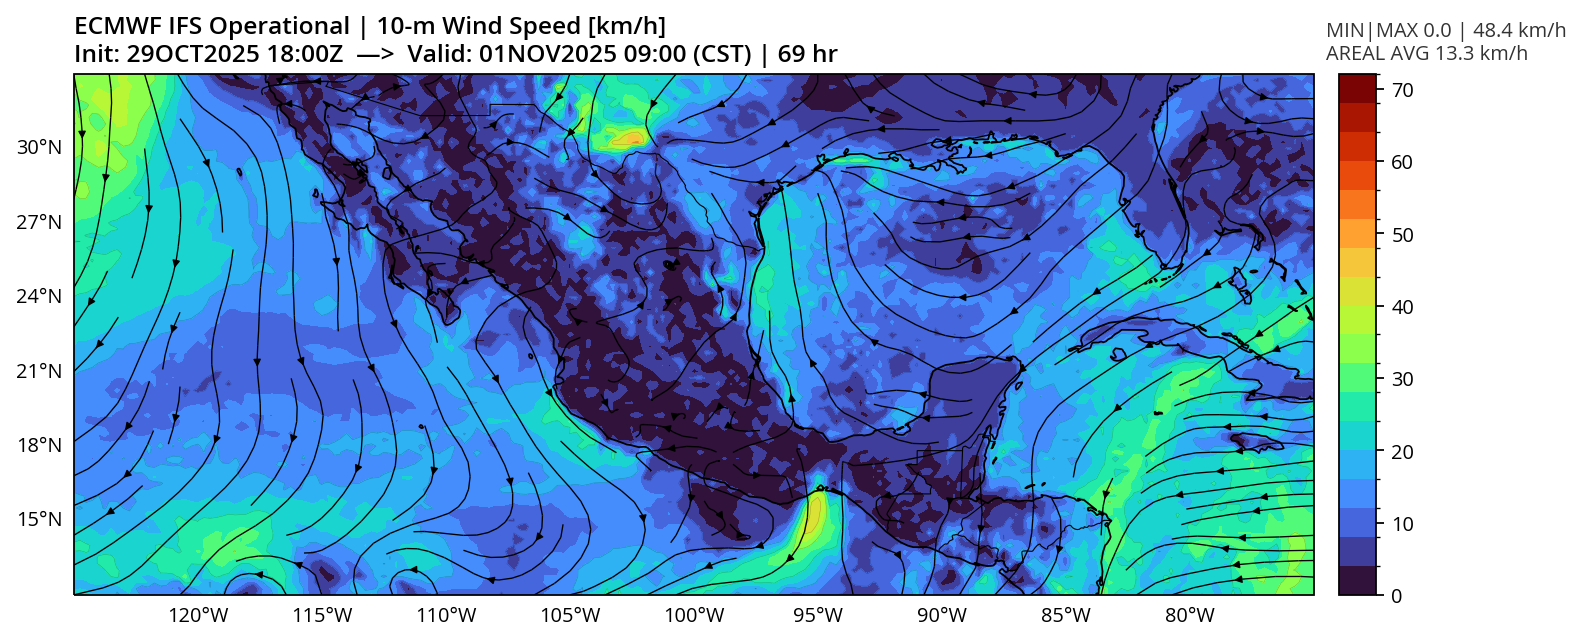 ECMWF IFS Operational | 10-m Wind Speed [km/h]
Init: 29OCT2025 18:00Z —> Valid: 01NOV2025 09:00 (CST) | 69 hr
MIN|MAX 0.0 | 48.4 km/h
AREAL AVG 13.3 km/h
30°N
27°N
24°N
21°N
18°N
15°N
120°W
115°W
110°W
105°W
100°W
95°W
90°W
85°W
80°W
70
60
50
40
30
20
10
0